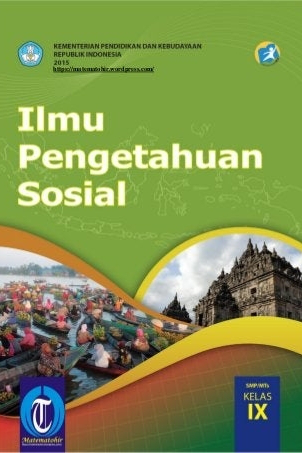 KEMENTERIAN PENDIDIKAN DAN KEBUDAYAAN
REPUBLIK INDONESIA
2015
https://matematohir.wordpress.com/
Ilmu
Pengetahuan
Sosial
SMP/MTs
KELAS
IX
Matematohir